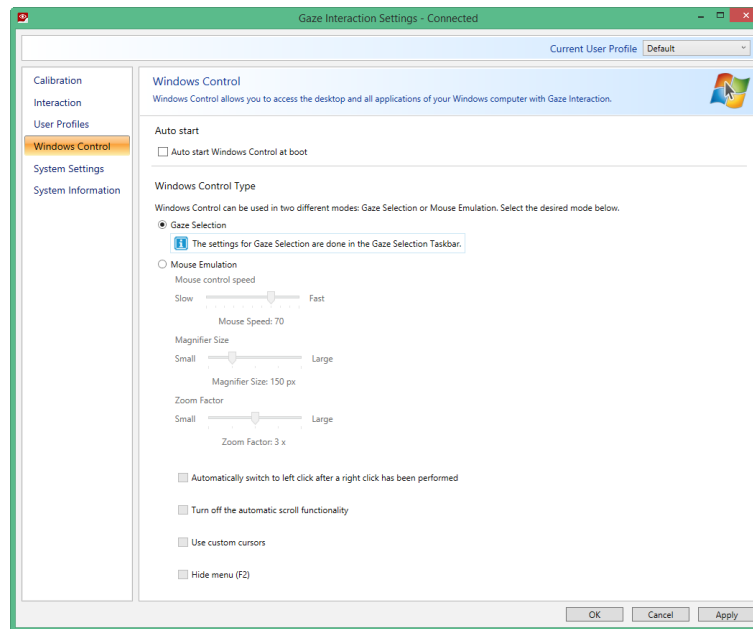 Gaze Interaction Settings - Connected
Current User Profile Default
Calibration
Interaction
User Profiles
Windows Control
System Settings
System Information
Windows Control
Windows Control allows you to access the desktop and all applications of your Windows computer with Gaze Interaction.
Auto start
Auto start Windows Control at boot
Windows Control Type
Windows Control can be used in two different modes: Gaze Selection or Mouse Emulation. Select the desired mode below.
Gaze Selection
The settings for Gaze Selection are done in the Gaze Selection Taskbar.
Mouse Emulation
Mouse control speed
Slow Fast
Mouse Speed: 70
Magnifier Size
Small Large
Magnifier Size: 150 px
Zoom Factor
Small Large
Zoom Factor: 3 x
Automatically switch to left click after a right click has been performed
Turn off the automatic scroll functionality
Use custom cursors
Hide menu (F2)
OK Cancel Apply